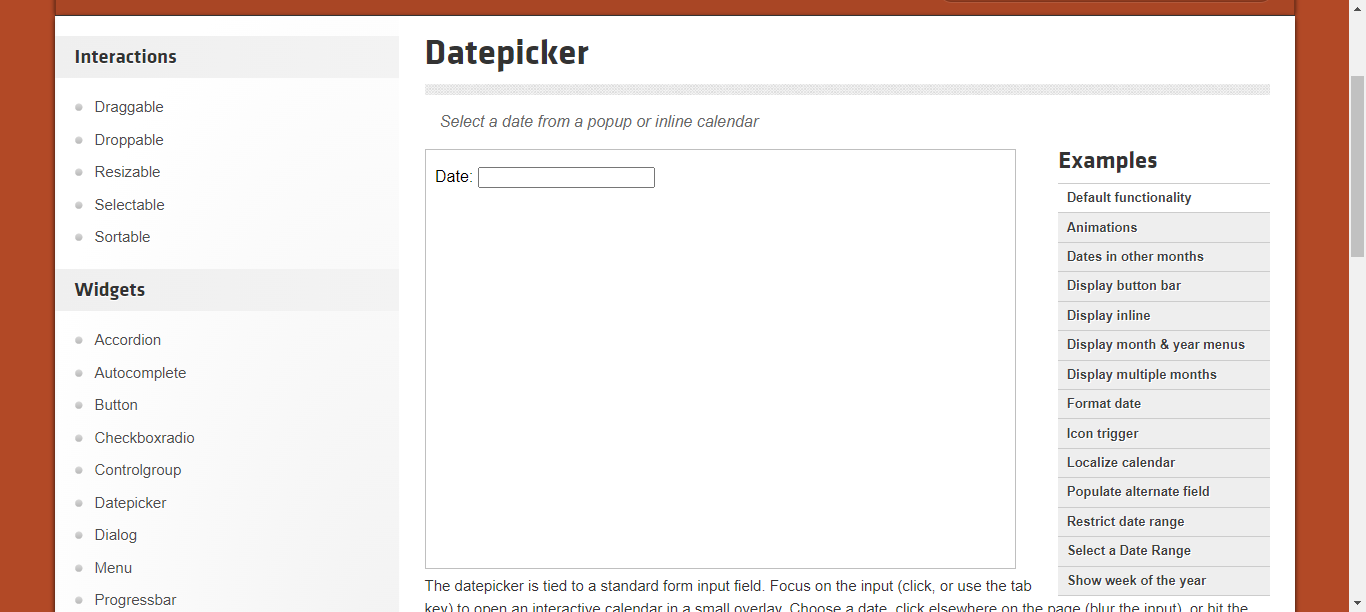 Interactions
Draggable
Droppable
Resizable
Selectable
Sortable
Widgets
Accordion
Autocomplete
Button
Checkboxradio
Controlgroup
Datepicker
Dialog
Menu
Progressbar
Datepicker
Select a date from a popup or inline calendar
Date:
The datepicker is tied to a standard form input field. Focus on the input (click, or use the tab
key) to open an interactive calendar in a small overlay. Choose a date, click elsewhere on the page (blur the input), or hit the
Examples
Default functionality
Animations
Dates in other months
Display button bar
Display inline
Display month & year menus
Display multiple months
Format date
Icon trigger
Localize calendar
Populate alternate field
Restrict date range
Select a Date Range
Show week of the year